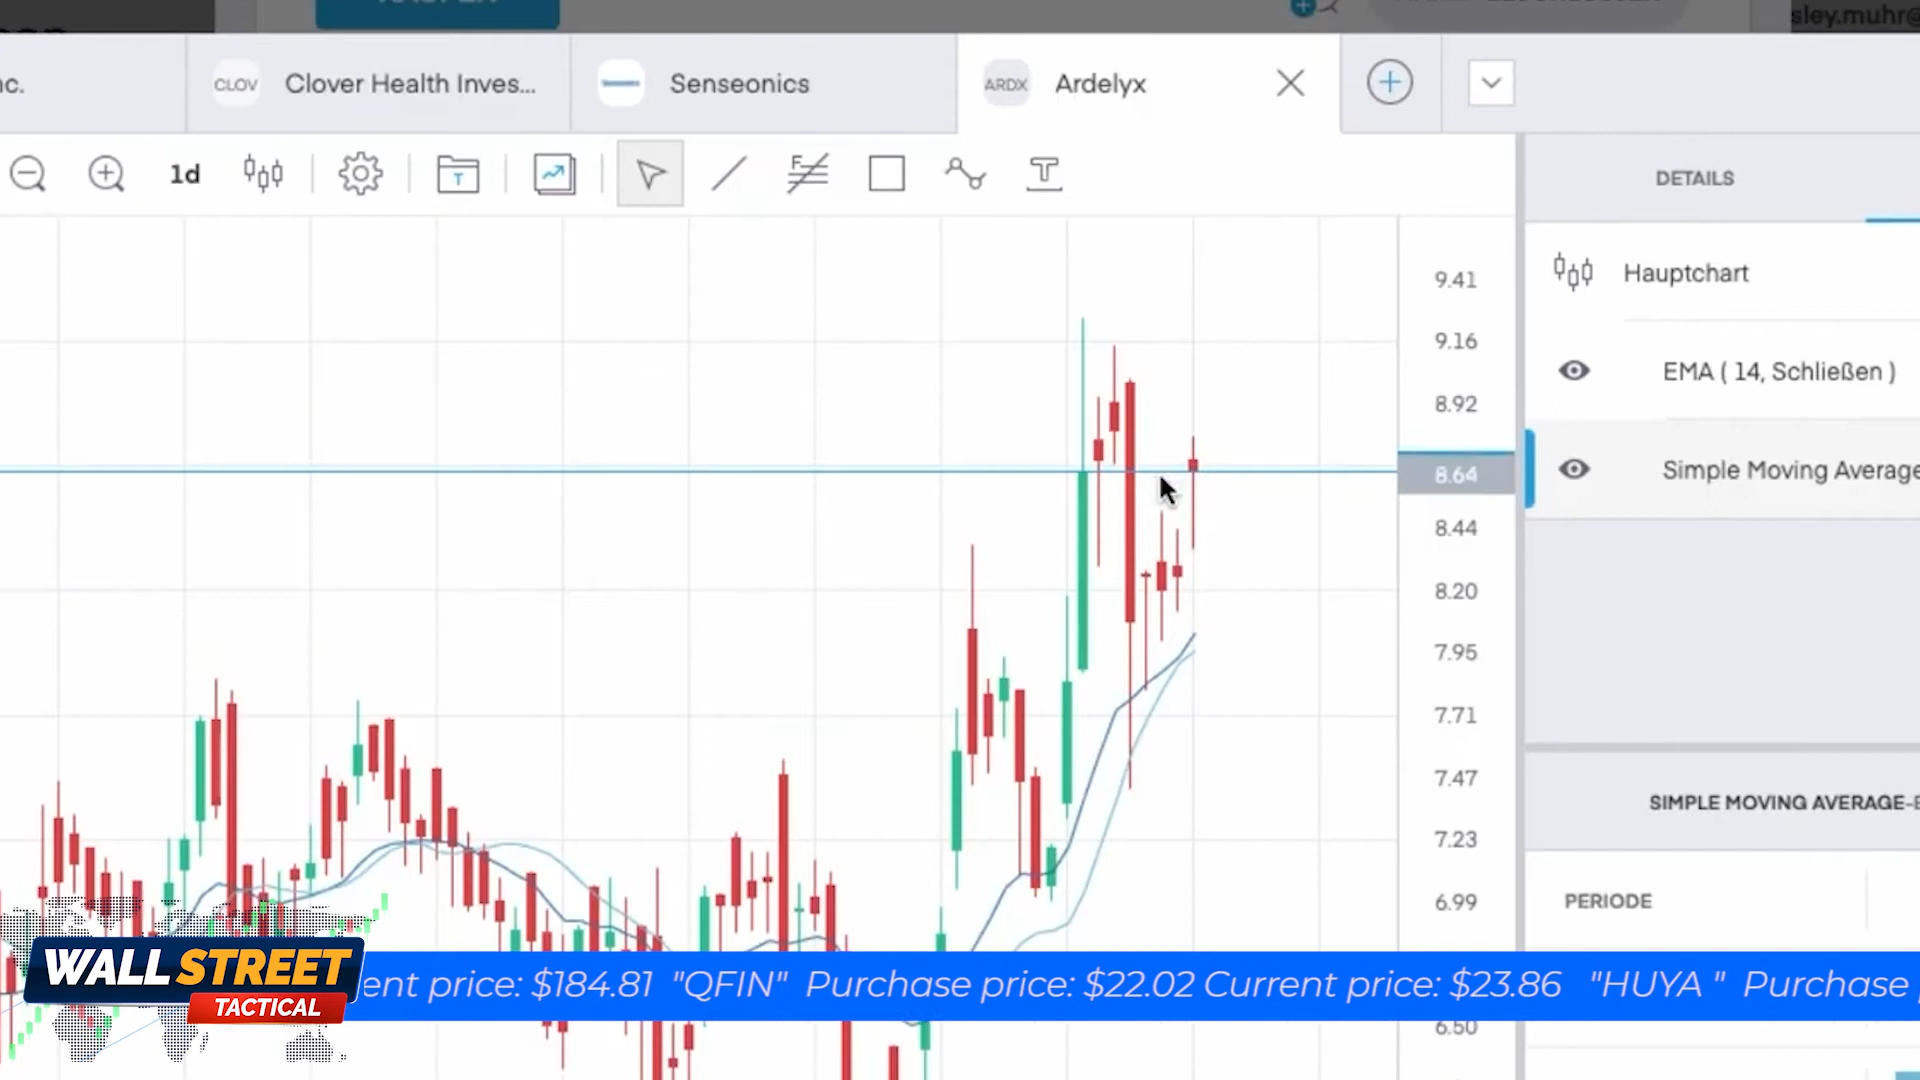 sley.muhr@
nc.
CLOV
Clover Health Inves...
Senseonics
ARDX
Ardelyx
1d
DETAILS
Hauptchart
EMA ( 14, Schließen )
Simple Moving Average
SIMPLE MOVING AVERAGE-E
PERIODE
9.41
9.16
8.92
8.64
8.44
8.20
7.95
7.71
7.47
7.23
6.99
6.50
WALL STREET
TACTICAL
ent price: $184.81 "QFIN" Purchase price: $22.02 Current price: $23.86 "HUYA " Purchase